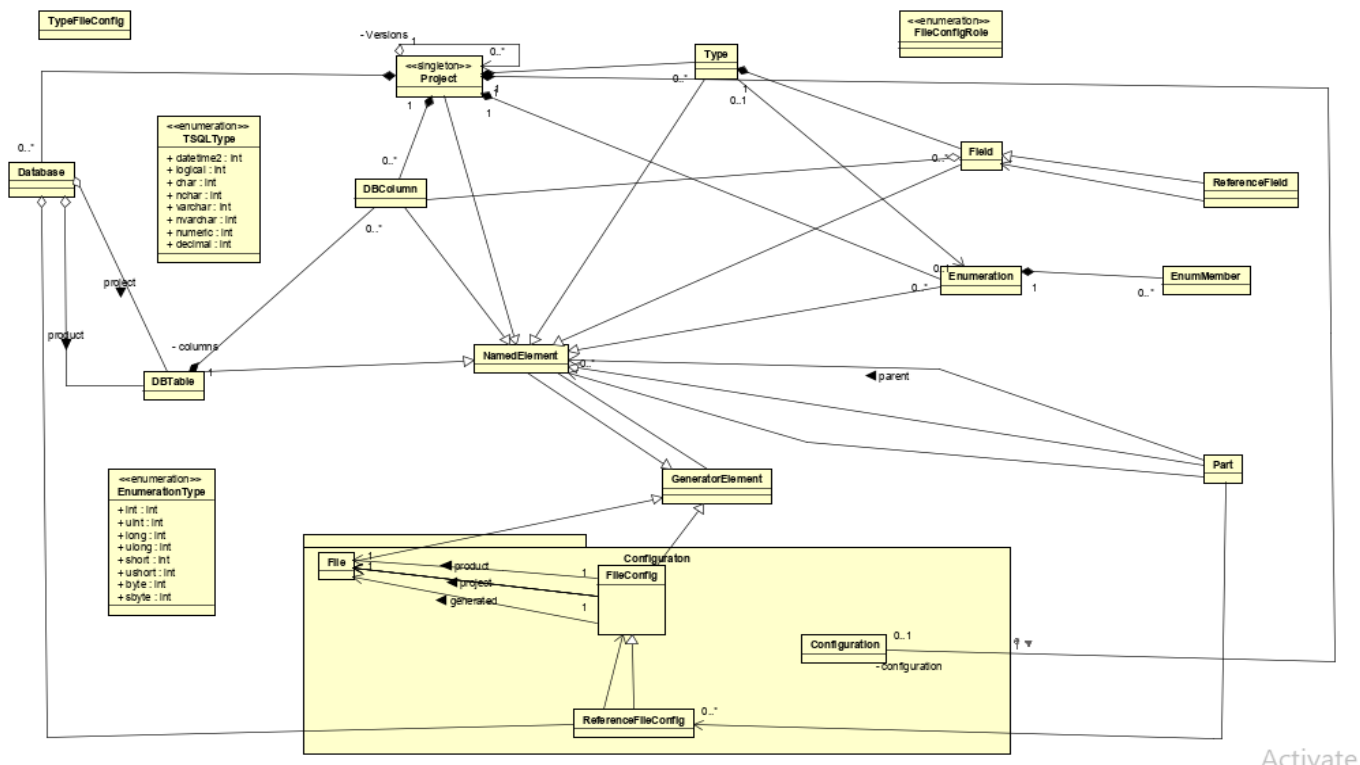 TypeFileConfig
<<enumeration>>
FileConfigRole
- Versions
1
0..*
<<singleton>>
Project
Type
0..*
1
0..1
1
1
1
0..*
<<enumeration>>
TSQLType
+ datetime2 : int
+ logical : int
+ char : int
+ nchar : int
+ varchar : int
+ nvarchar : int
+ numeric : int
+ decimal : int
0..*
Database
0..*
DBColumn
0..*
0..*
Field
ReferenceField
0..1
Enumeration
0..*
1
EnumMember
0..*
project
product
- columns
1
DBTable
NamedElement
0..*
parent
Part
GeneratorElement
<<enumeration>>
EnumerationType
+ int : int
+ uint : int
+ long : int
+ ulong : int
+ short : int
+ ushort : int
+ byte : int
+ sbyte : int
Configuraton
File
1
1
product
project
generated
1
1
FileConfig
Configuration
0..1
- configuration
ReferenceFileConfig
0..*
Activate